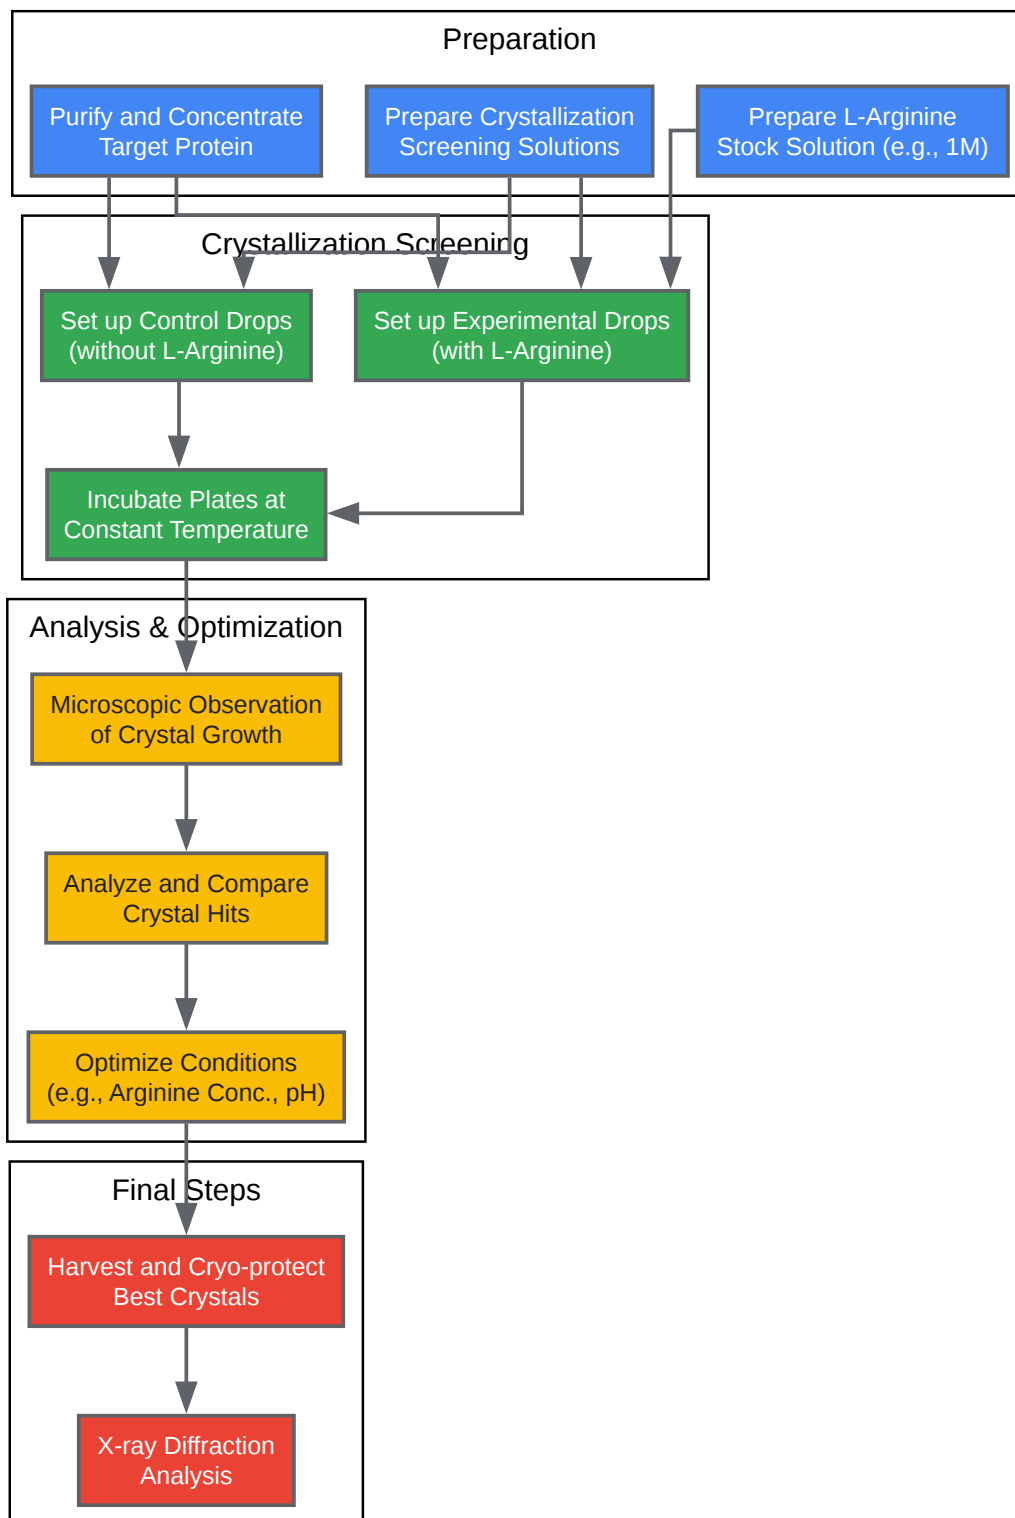 Preparation
Purify and Concentrate
Target Protein
Prepare Crystallization
Screening Solutions
Prepare L-Arginine
Stock Solution (e.g., 1M)
Crystallization Screening
Set up Control Drops
(without L-Arginine)
Set up Experimental Drops
(with L-Arginine)
Incubate Plates at
Constant Temperature
Analysis & Optimization
Microscopic Observation
of Crystal Growth
Analyze and Compare
Crystal Hits
Optimize Conditions
(e.g., Arginine Conc., pH)
Final Steps
Harvest and Cryo-protect
Best Crystals
X-ray Diffraction
Analysis